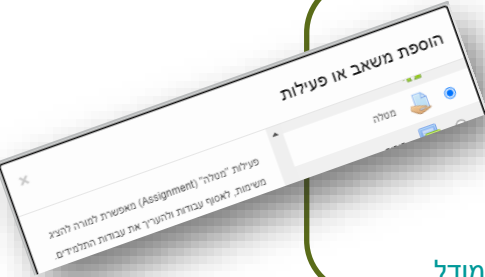 הוספת משאב או פעילות
מטלה
פעילות "מטלה" (Assignment) מאפשרת למורה להציג
משימות, לאסוף עבודות ולהעריך את עבודות התלמידים.
מודל